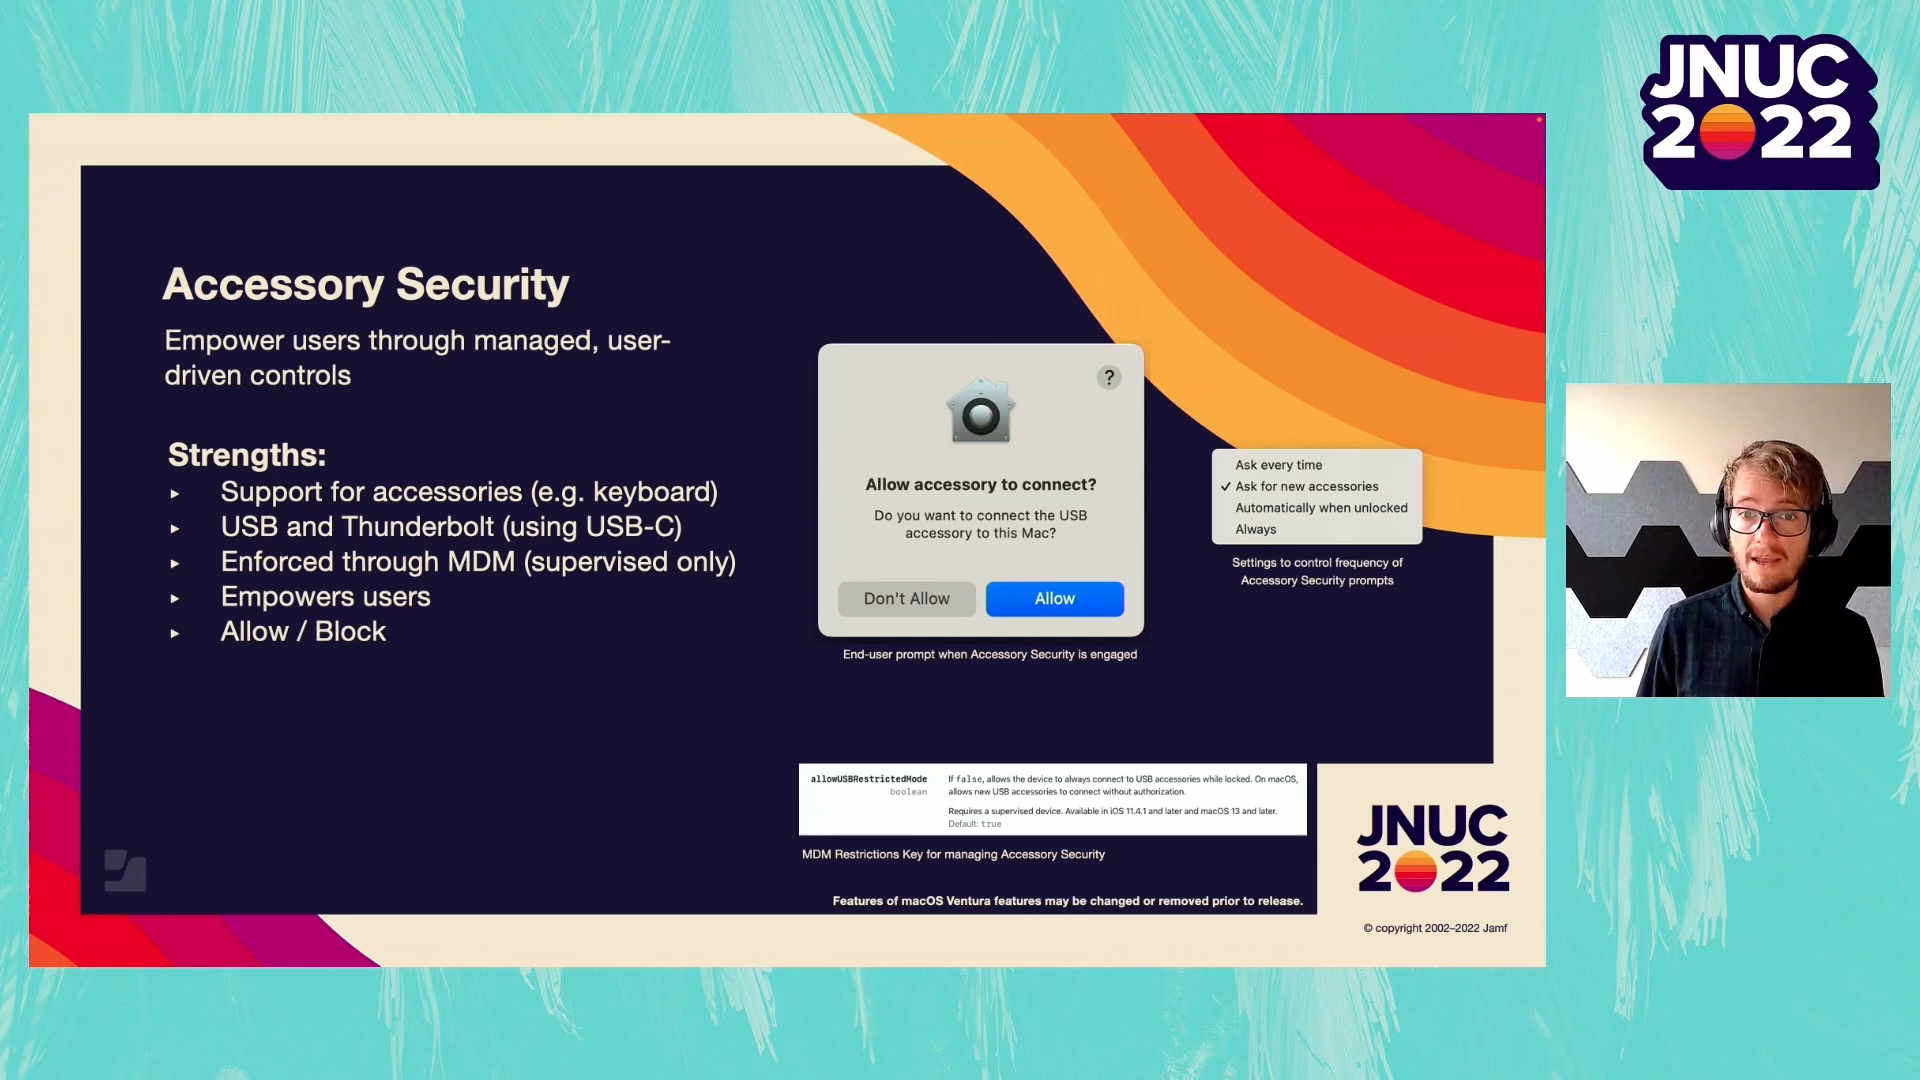 JNUC
2022
Accessory Security
Empower users through managed, user-
driven controls
Strengths:
▸ Support for accessories (e.g. keyboard)
▸ USB and Thunderbolt (using USB-C)
▸ Enforced through MDM (supervised only)
▸ Empowers users
▸ Allow / Block
?
Allow accessory to connect?
Do you want to connect the USB
accessory to this Mac?
Don't Allow
Allow
End-user prompt when Accessory Security is engaged
Ask every time
✓ Ask for new accessories
Automatically when unlocked
Always
Settings to control frequency of
Accessory Security prompts
allowUSBRestrictedMode
boolean
If false, allows the device to always connect to USB accessories while locked. On macOS,
allows new USB accessories to connect without authorization.
Requires a supervised device. Available in iOS 11.4.1 and later and macOS 13 and later.
Default: true
MDM Restrictions Key for managing Accessory Security
Features of macOS Ventura features may be changed or removed prior to release.
JNUC
2022
© copyright 2002–2022 Jamf